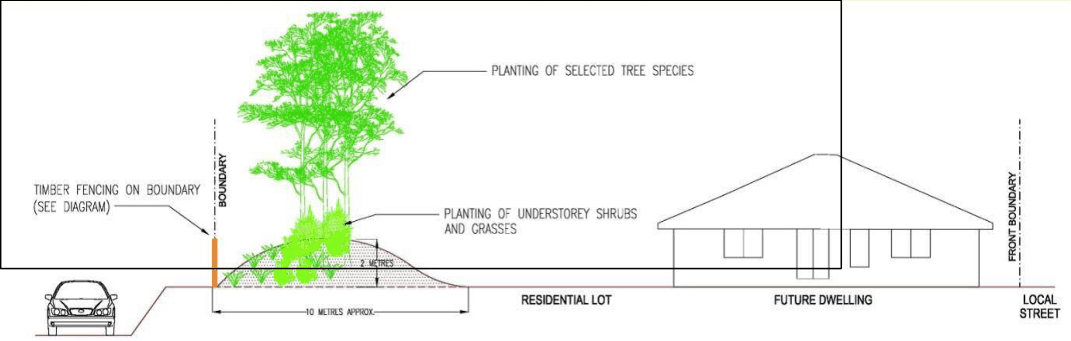 PLANTING OF SELECTED TREE SPECIES
TIMBER FENCING ON BOUNDARY
(SEE DIAGRAM)
BOUNDARY
PLANTING OF UNDERSTOREY SHRUBS
AND GRASSES
FRONT BOUNDARY
2 METRES
10 METRES APPROX.
RESIDENTIAL LOT
FUTURE DWELLING
LOCAL
STREET